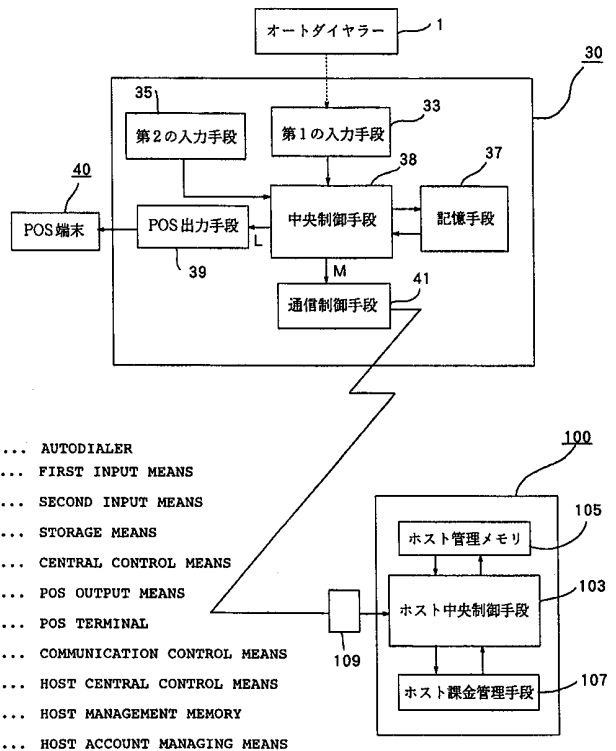 オートダイヤラー
1
30
35
第2の入力手段
第1の入力手段
33
38
37
40
中央制御手段
記憶手段
POS端末
POS出力手段
L
39
M
41
通信制御手段
... AUTODIALER
... FIRST INPUT MEANS
... SECOND INPUT MEANS
... STORAGE MEANS
... CENTRAL CONTROL MEANS
... POS OUTPUT MEANS
... POS TERMINAL
... COMMUNICATION CONTROL MEANS
... HOST CENTRAL CONTROL MEANS
... HOST MANAGEMENT MEMORY
... HOST ACCOUNT MANAGING MEANS
100
105
ホスト管理メモリ
103
ホスト中央制御手段
109
107
ホスト課金管理手段